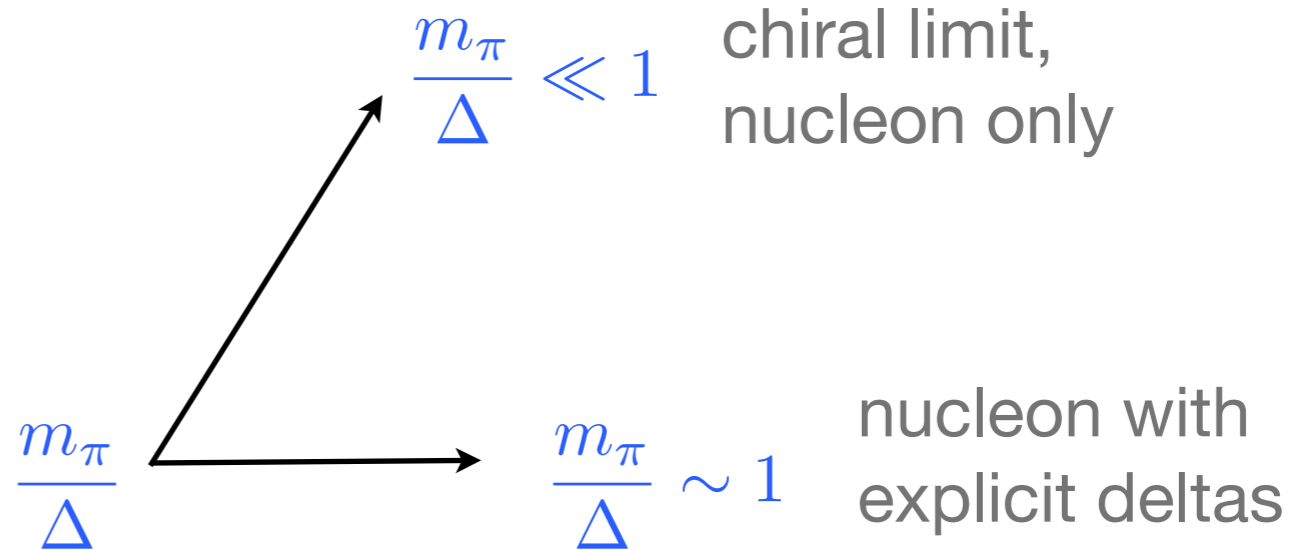 m_π/Δ ≪ 1 chiral limit,
nucleon only
m_π/Δ m_π/Δ ∼ 1 nucleon with
explicit deltas